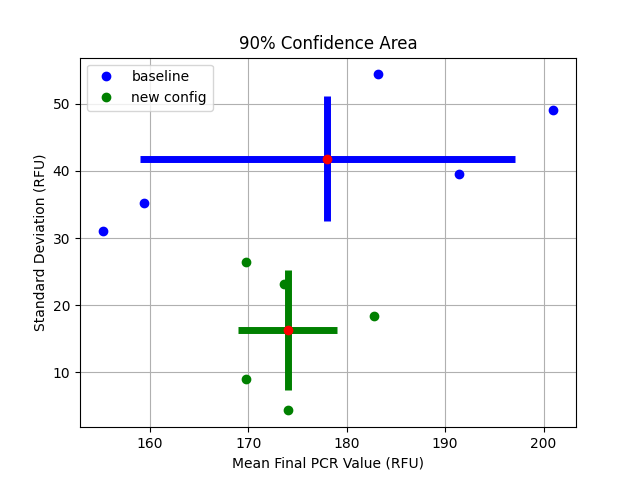 90% Confidence Area
baseline
new config
50
40
30
20
10
Standard Deviation (RFU)
160 170 180 190 200
Mean Final PCR Value (RFU)